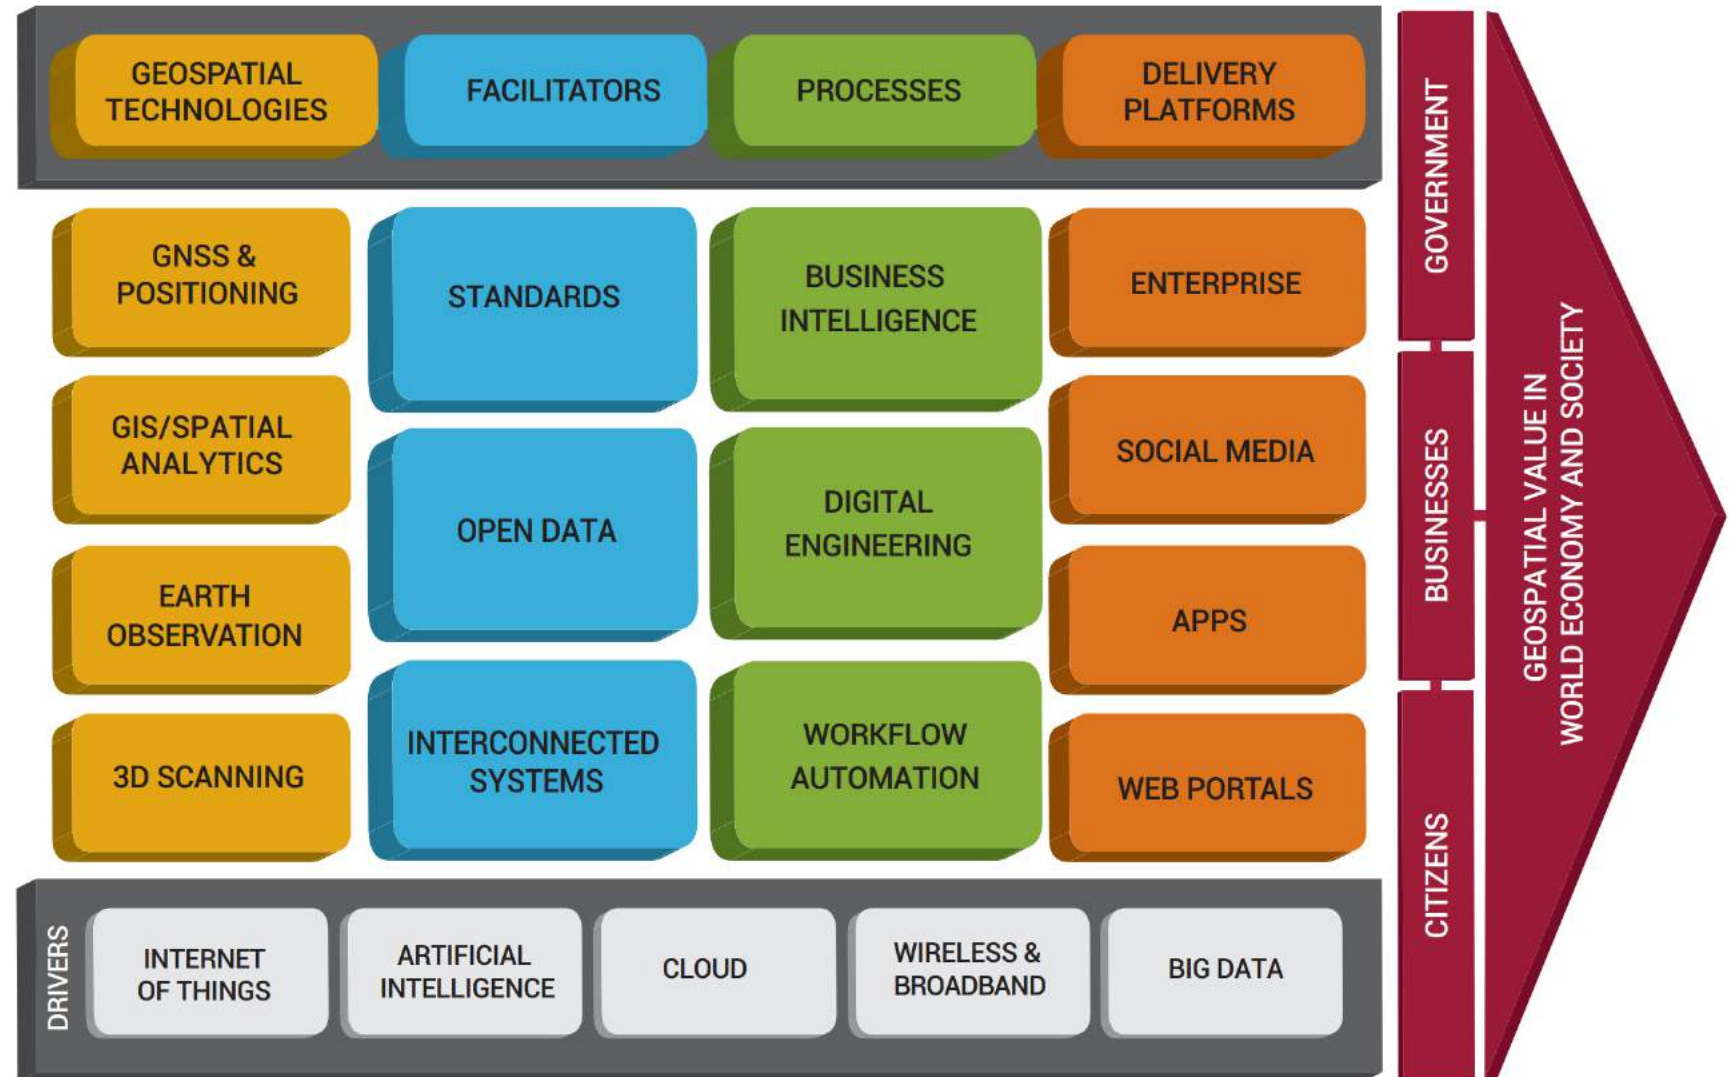 GEOSPATIAL
TECHNOLOGIES
FACILITATORS
PROCESSES
DELIVERY
PLATFORMS
GNSS &
POSITIONING
GIS/SPATIAL
ANALYTICS
EARTH
OBSERVATION
3D SCANNING
STANDARDS
OPEN DATA
INTERCONNECTED
SYSTEMS
BUSINESS
INTELLIGENCE
DIGITAL
ENGINEERING
WORKFLOW
AUTOMATION
ENTERPRISE
SOCIAL MEDIA
APPS
WEB PORTALS
DRIVERS
INTERNET
OF THINGS
ARTIFICIAL
INTELLIGENCE
CLOUD
WIRELESS &
BROADBAND
BIG DATA
GOVERNMENT
BUSINESSES
CITIZENS
GEOSPATIAL VALUE IN
WORLD ECONOMY AND SOCIETY